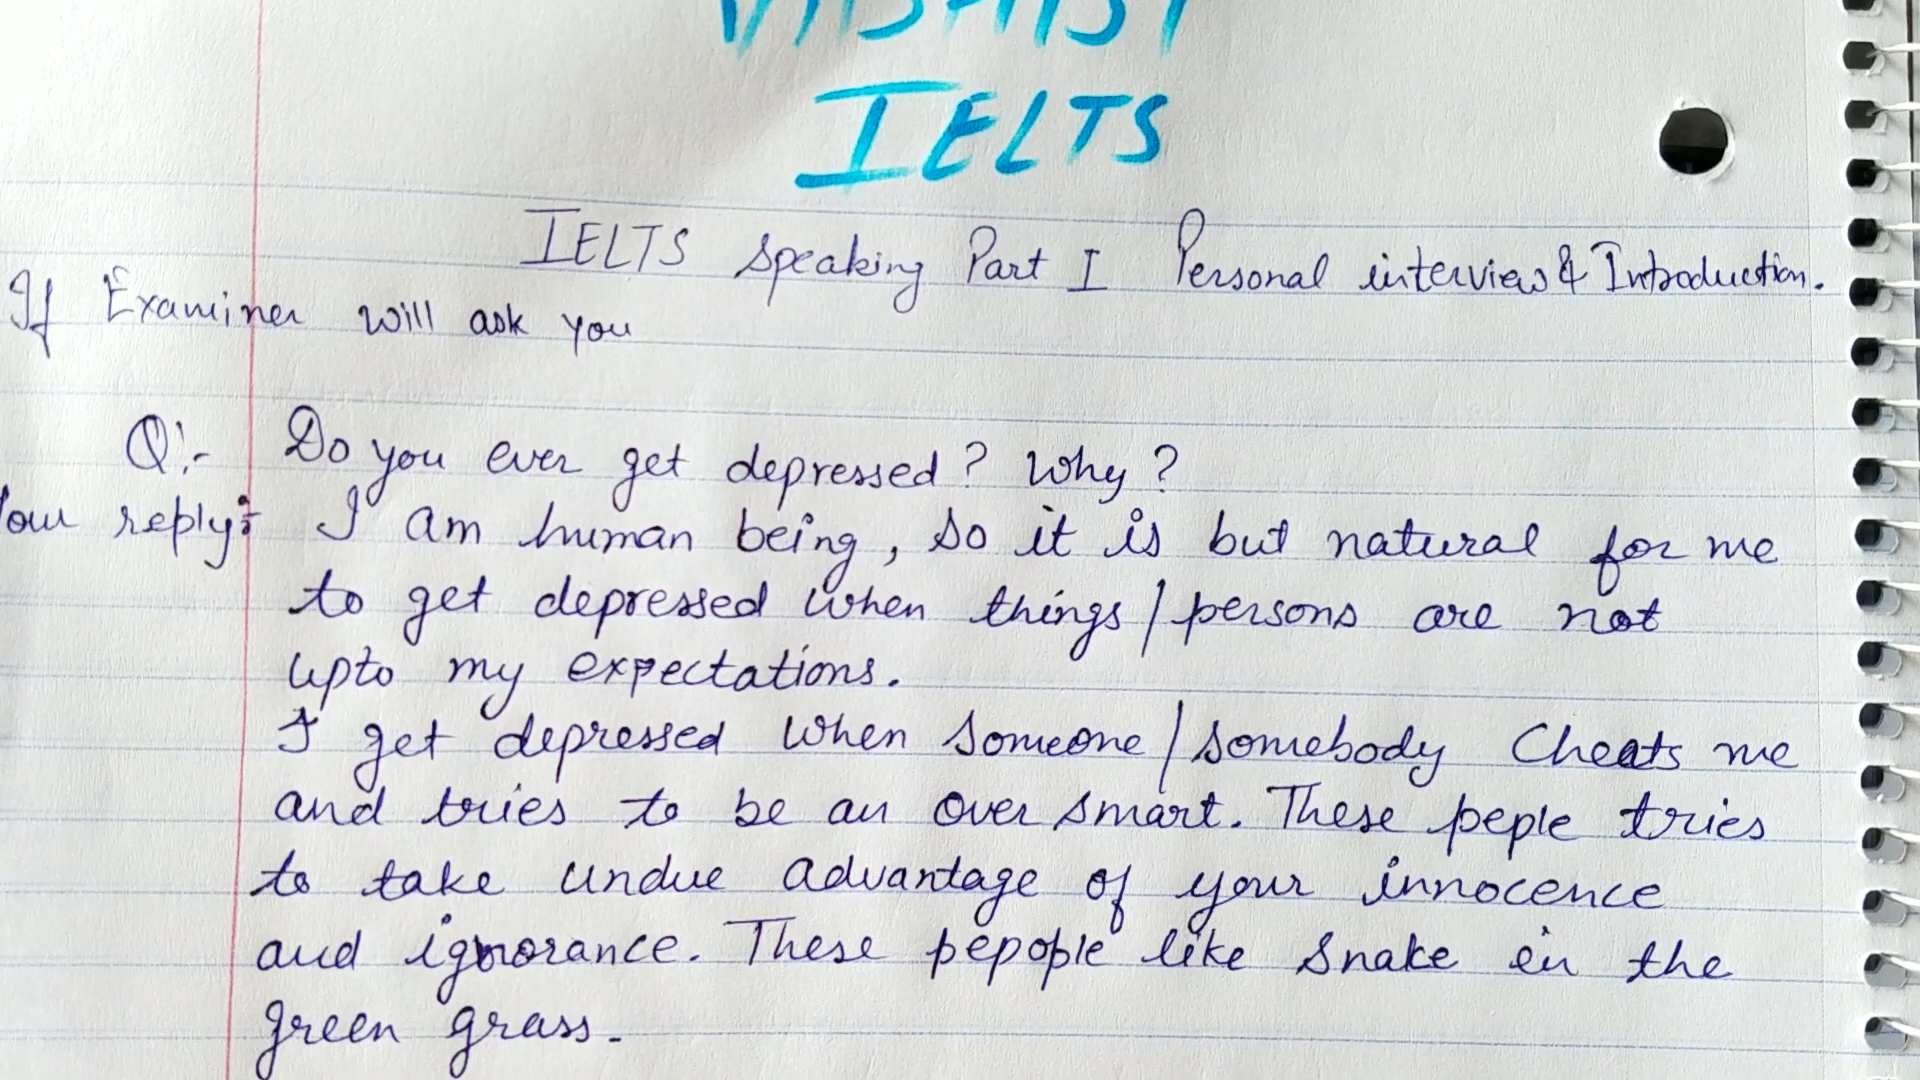 IELTS
IELTS Speaking Part I Personal interview & Introduction.
If Examiner will ask you
Q:- Do you ever get depressed? Why?
Your reply:- I am human being, so it is but natural for me
to get depressed when things/persons are not
upto my expectations.
I get depressed when someone/somebody Cheats me
and tries to be an over smart. These peple tries
to take undue advantage of your innocence
and ignorance. These pepople like snake in the
green grass.